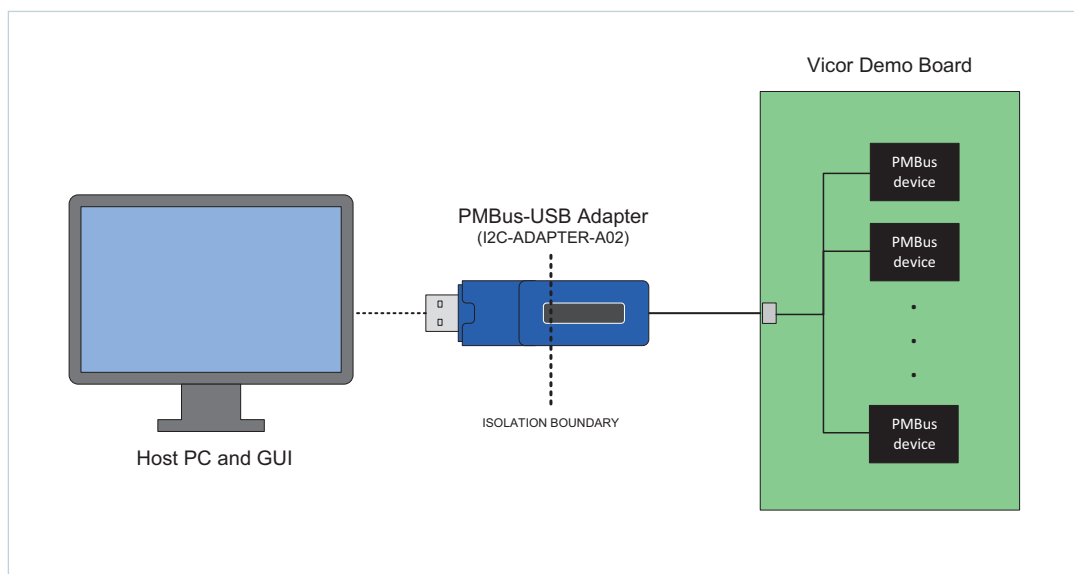 Vicor Demo Board
PMBus
device
PMBus-USB Adapter
(I2C-ADAPTER-A02)
PMBus
device
ISOLATION BOUNDARY
PMBus
device
Host PC and GUI